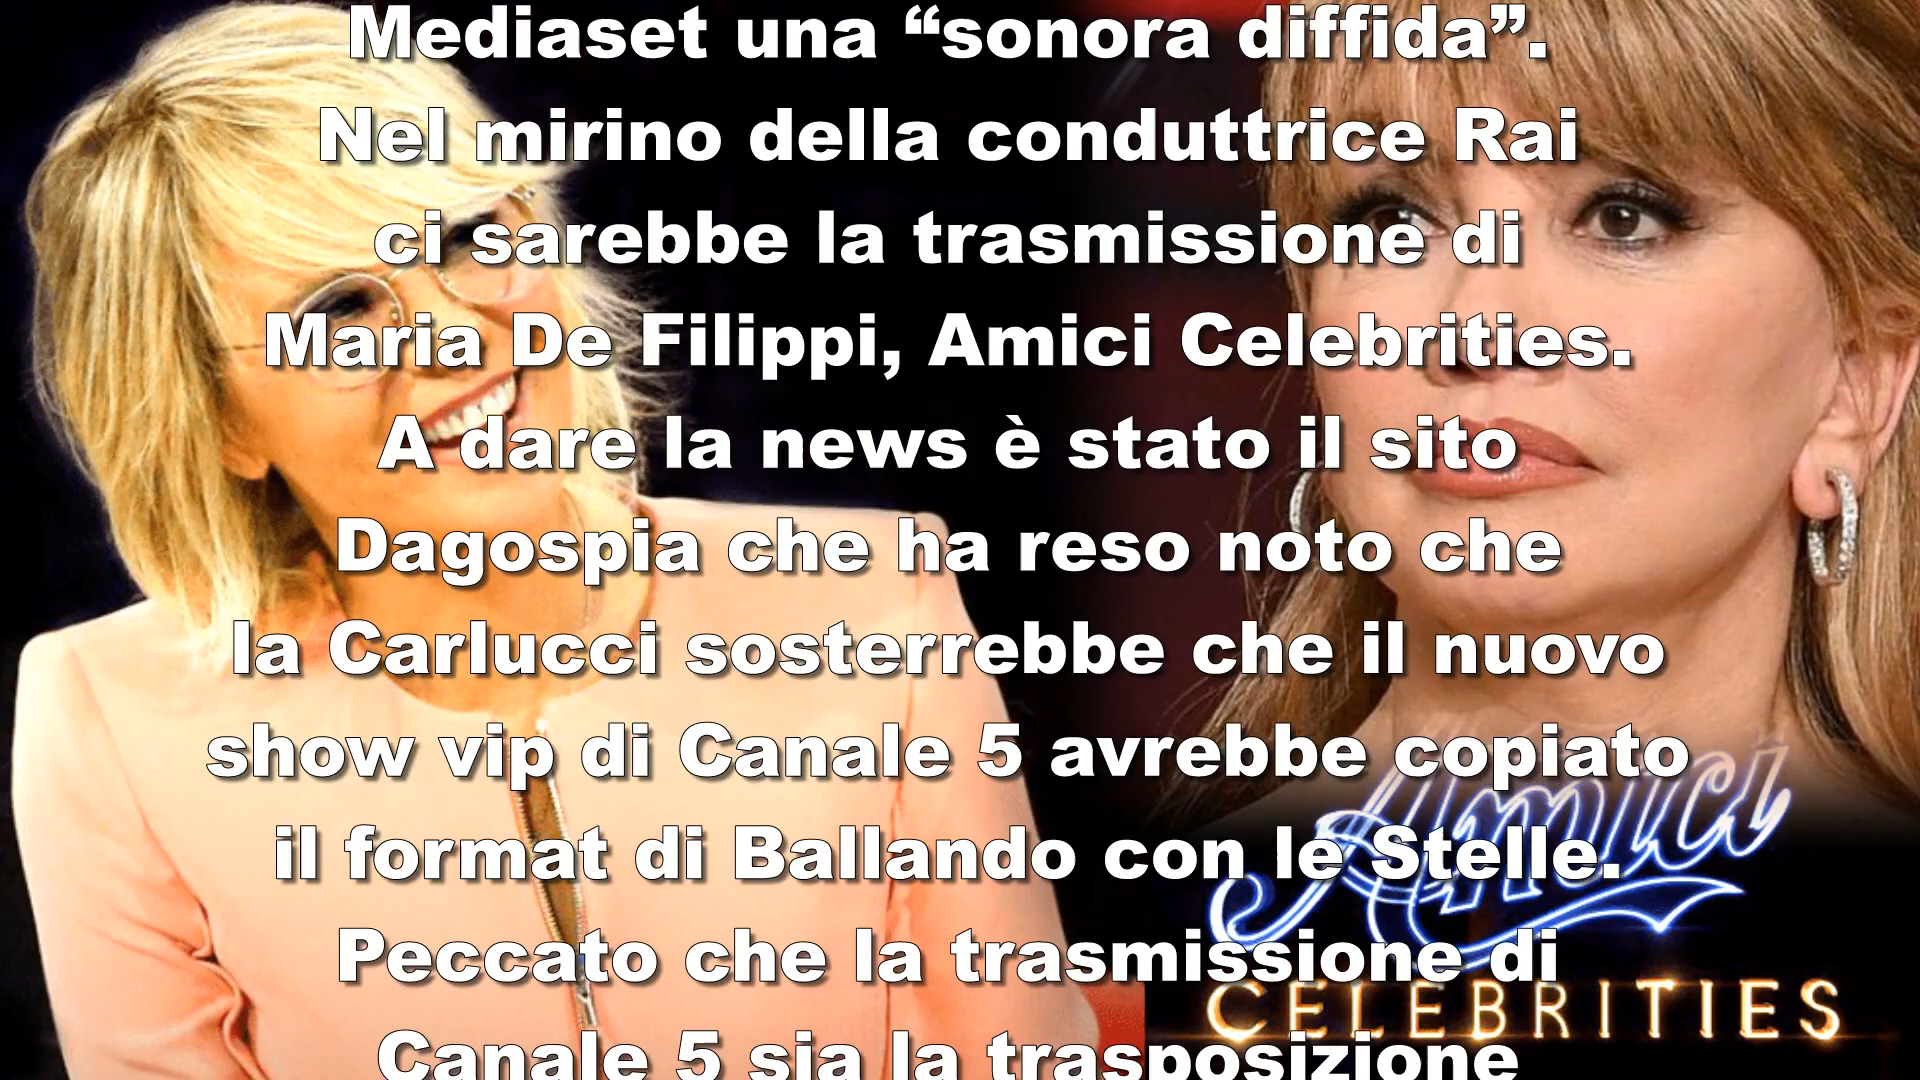 Mediaset una “sonora diffida”.
Nel mirino della conduttrice Rai
ci sarebbe la trasmissione di
Maria De Filippi, Amici Celebrities.
A dare la news è stato il sito
Dagospia che ha reso noto che
la Carlucci sosterrebbe che il nuovo
show vip di Canale 5 avrebbe copiato
il format di Ballando con le Stelle.
Peccato che la trasmissione di
Canale 5 sia la trasposizione
Amici
CELEBRITIES